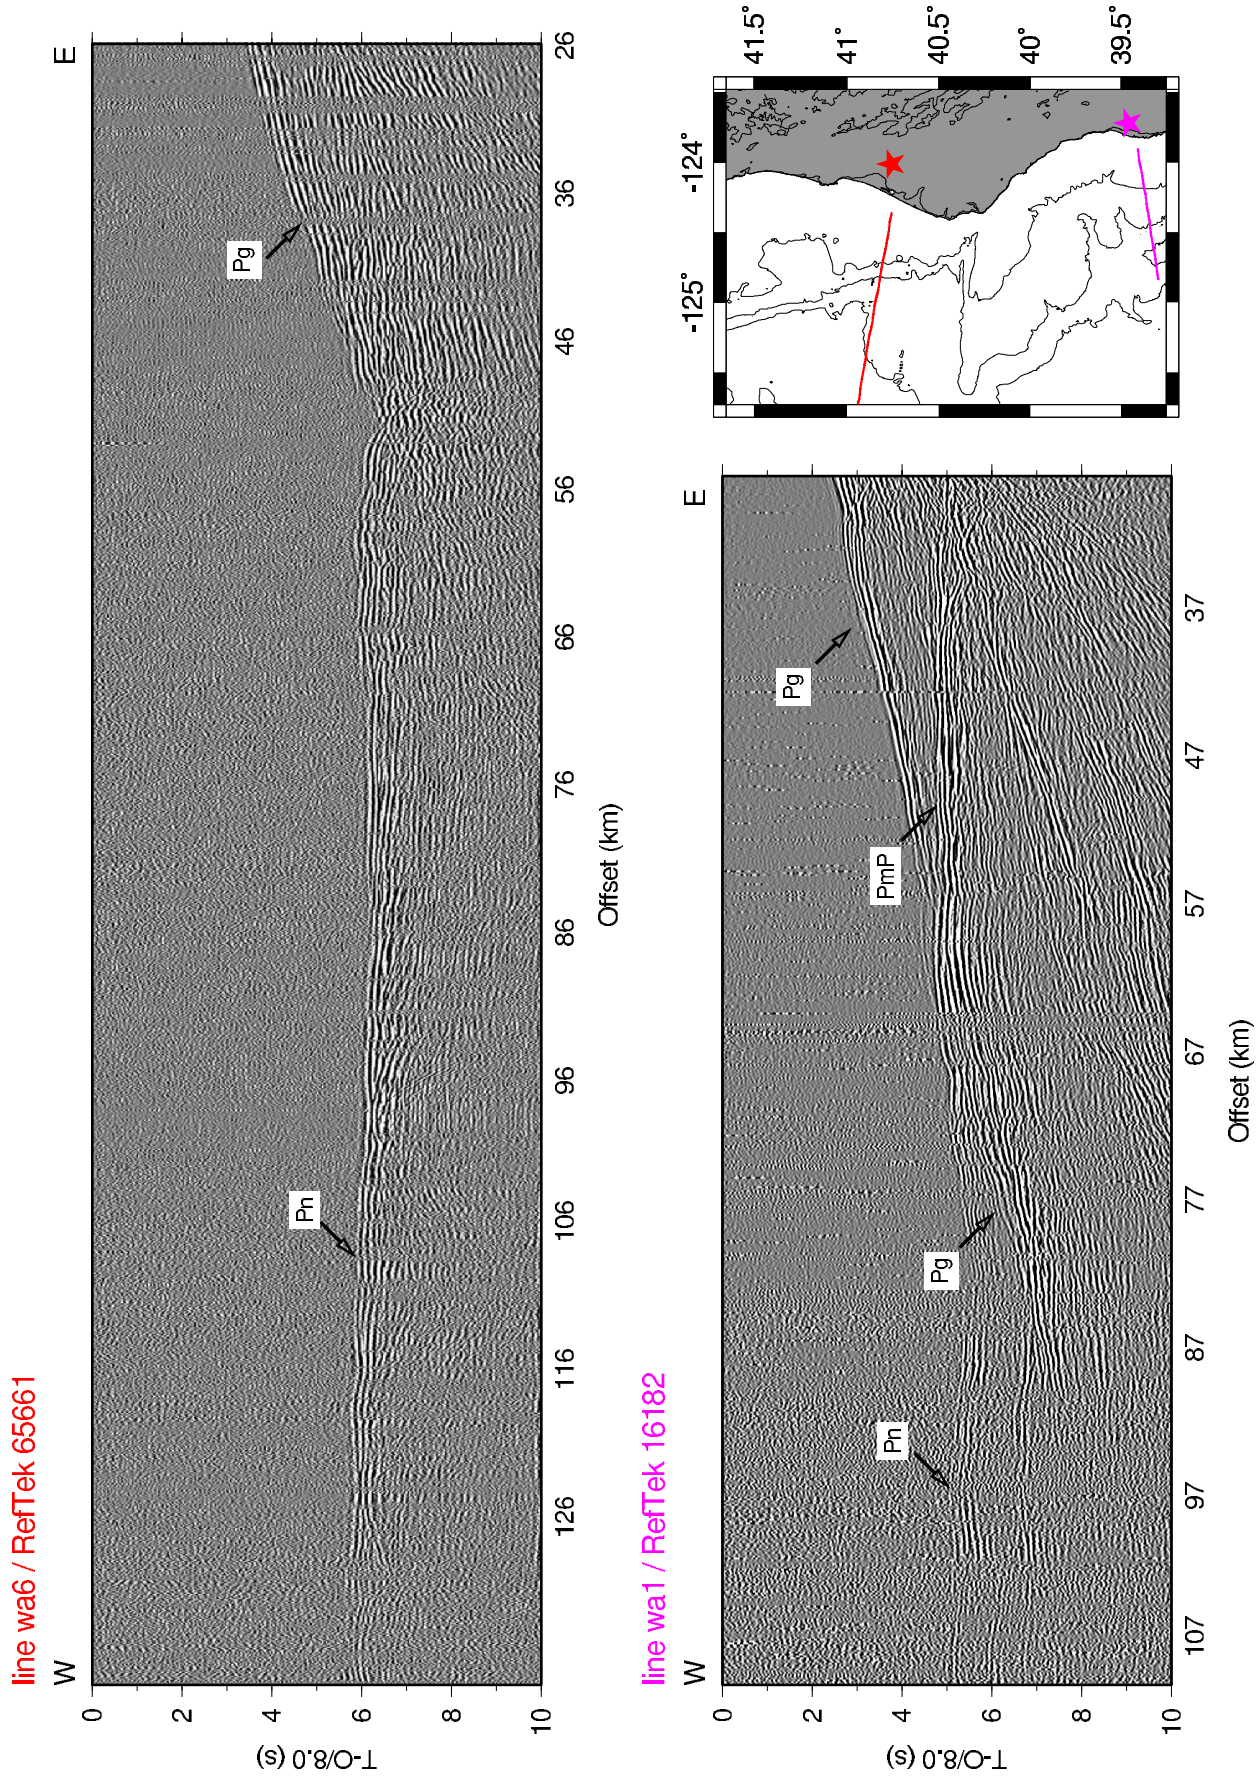 line wa6 / RefTek 65661
W
E
0
2
4
6
8
10
T-O/8.0 (s)
Pn
Pg
126
116
106
96
86
76
66
56
46
36
26
Offset (km)
line wa1 / RefTek 16182
W
E
0
2
4
6
8
10
T-O/8.0 (s)
Pn
Pg
PmP
Pg
107
97
87
77
67
57
47
37
Offset (km)
-125°
-124°
41.5°
41°
40.5°
40°
39.5°